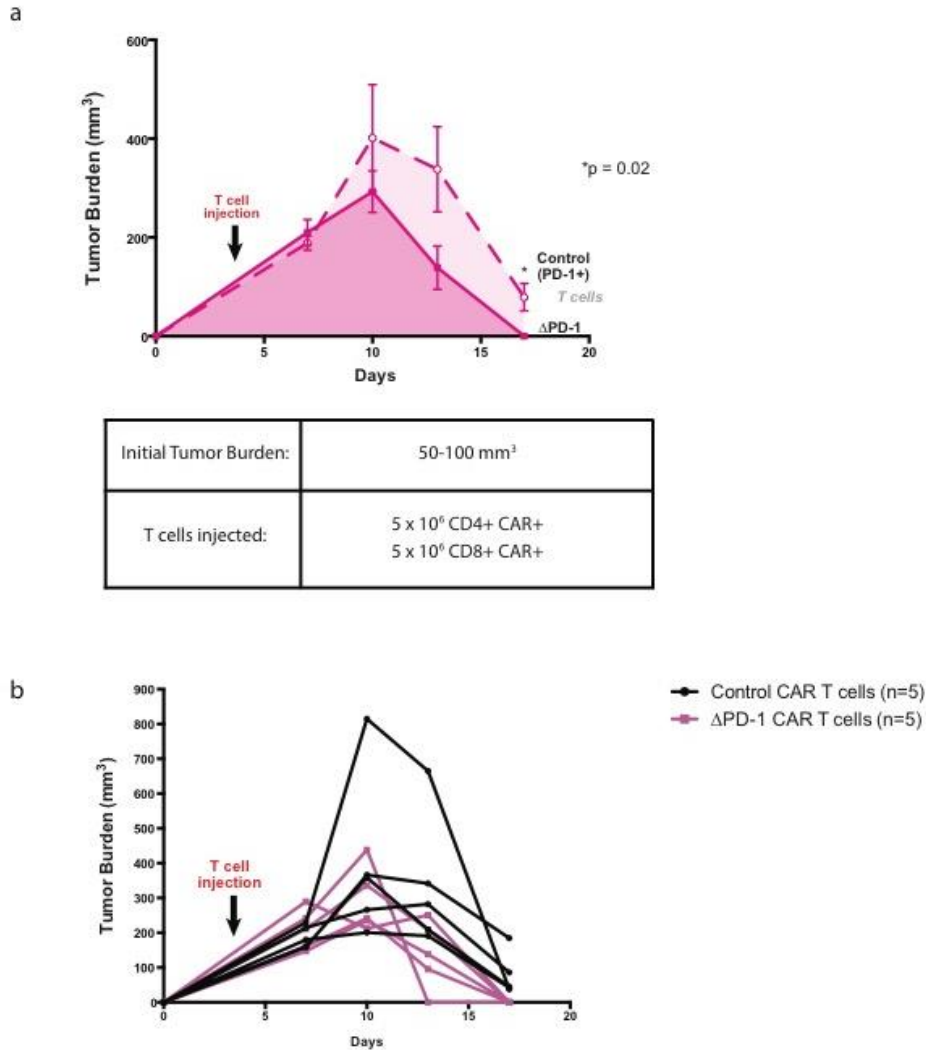 a
600
400
200
0
0
5
10
15
20
Tumor Burden (mm³)
Days
T cell
injection
*p = 0.02
*
Control
(PD-1+)
T cells
ΔPD-1
Initial Tumor Burden:
50-100 mm³
T cells injected:
5 x 10⁶ CD4+ CAR+
5 x 10⁶ CD8+ CAR+
b
900
800
700
600
500
400
300
200
100
0
0
5
10
15
20
Tumor Burden (mm³)
Days
T cell
injection
Control CAR T cells (n=5)
ΔPD-1 CAR T cells (n=5)